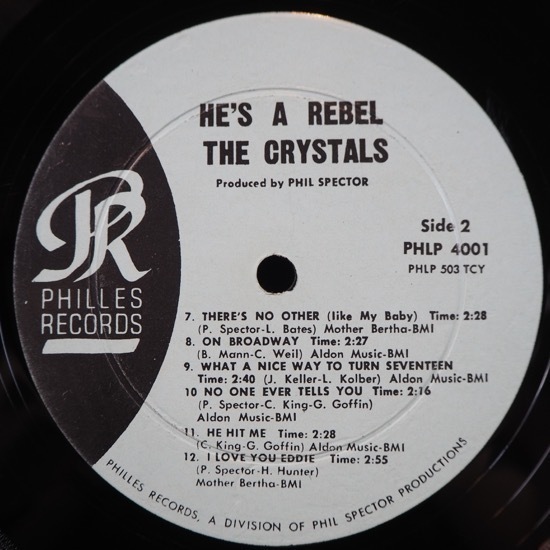 HE'S A REBEL
THE CRYSTALS
Produced by PHIL SPECTOR
Side 2
PHLP 4001
PHLP 503 TCY
PR
PHILLES
RECORDS
7. THERE'S NO OTHER (like My Baby) Time: 2:28
(P. Spector-L. Bates) Mother Bertha-BMI
8. ON BROADWAY Time: 2:27
(B. Mann-C. Weil) Aldon Music-BMI
9. WHAT A NICE WAY TO TURN SEVENTEEN
Time: 2:40 (J. Keller-L. Kolber) Aldon Music-BMI
10. NO ONE EVER TELLS YOU Time: 2:16
(P. Spector-C. King-G. Goffin)
Aldon Music-BMI
11. HE HIT ME Time: 2:28
(C. King-G. Goffin) Aldon Music-BMI
12. I LOVE YOU EDDIE Time: 2:55
(P. Spector-H. Hunter)
Mother Bertha-BMI
PHILLES RECORDS, A DIVISION OF PHIL SPECTOR PRODUCTIONS